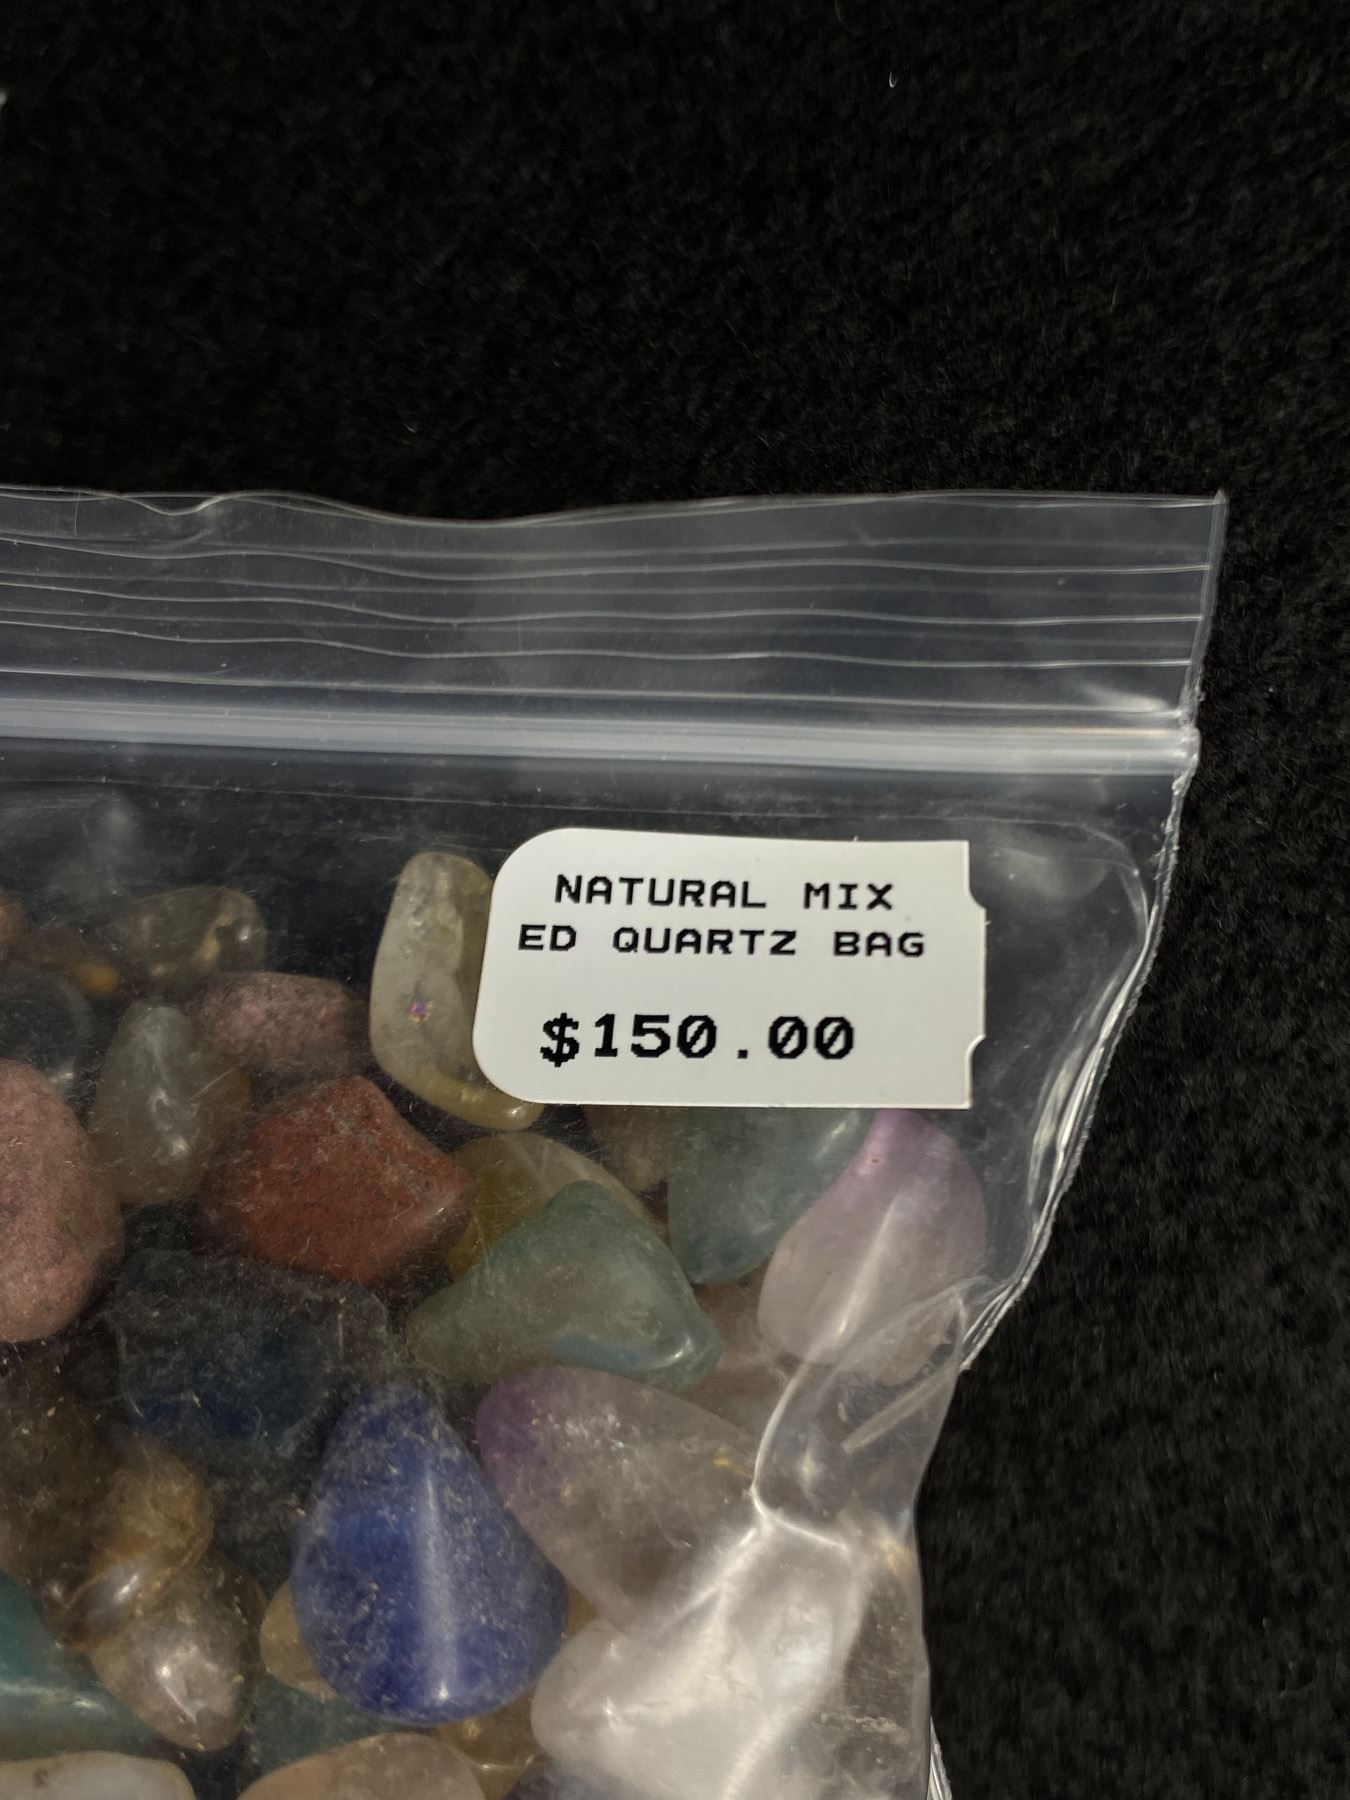 NATURAL MIX
ED QUARTZ BAG
$150.00